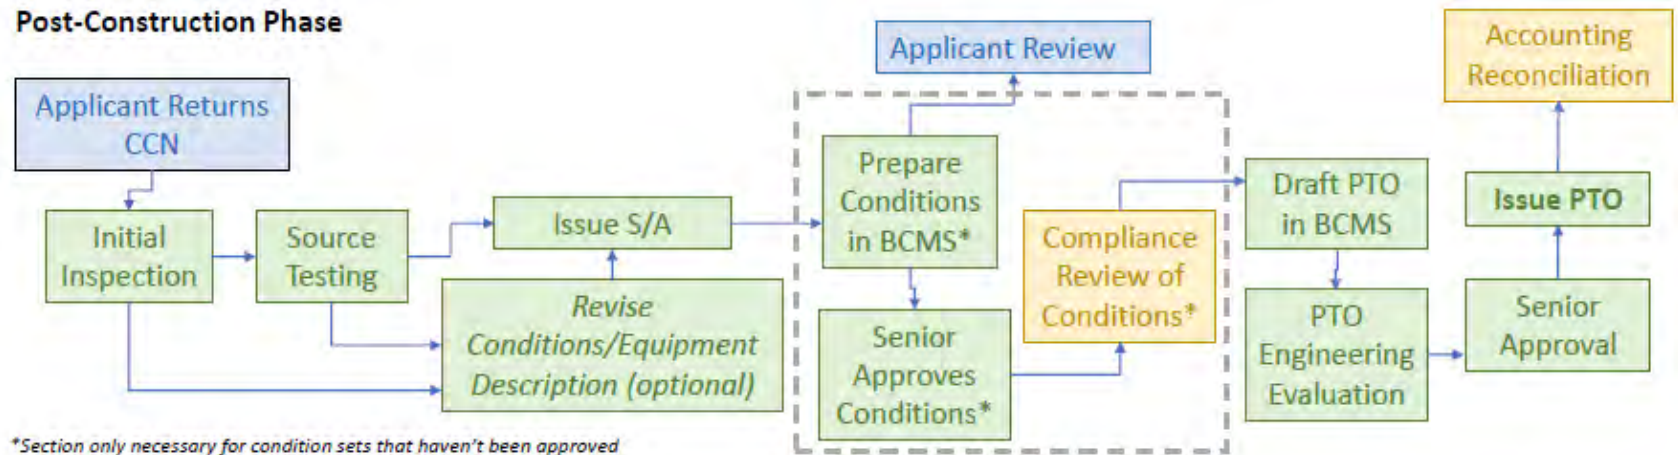 Post-Construction Phase
Applicant Returns
CCN
Initial
Inspection
Source
Testing
Issue S/A
Revise
Conditions/Equipment
Description (optional)
Applicant Review
Prepare
Conditions
in BCMS*
Senior
Approves
Conditions*
Compliance
Review of
Conditions*
Draft PTO
in BCMS
PTO
Engineering
Evaluation
Senior
Approval
Issue PTO
Accounting
Reconciliation
*Section only necessary for condition sets that haven't been approved